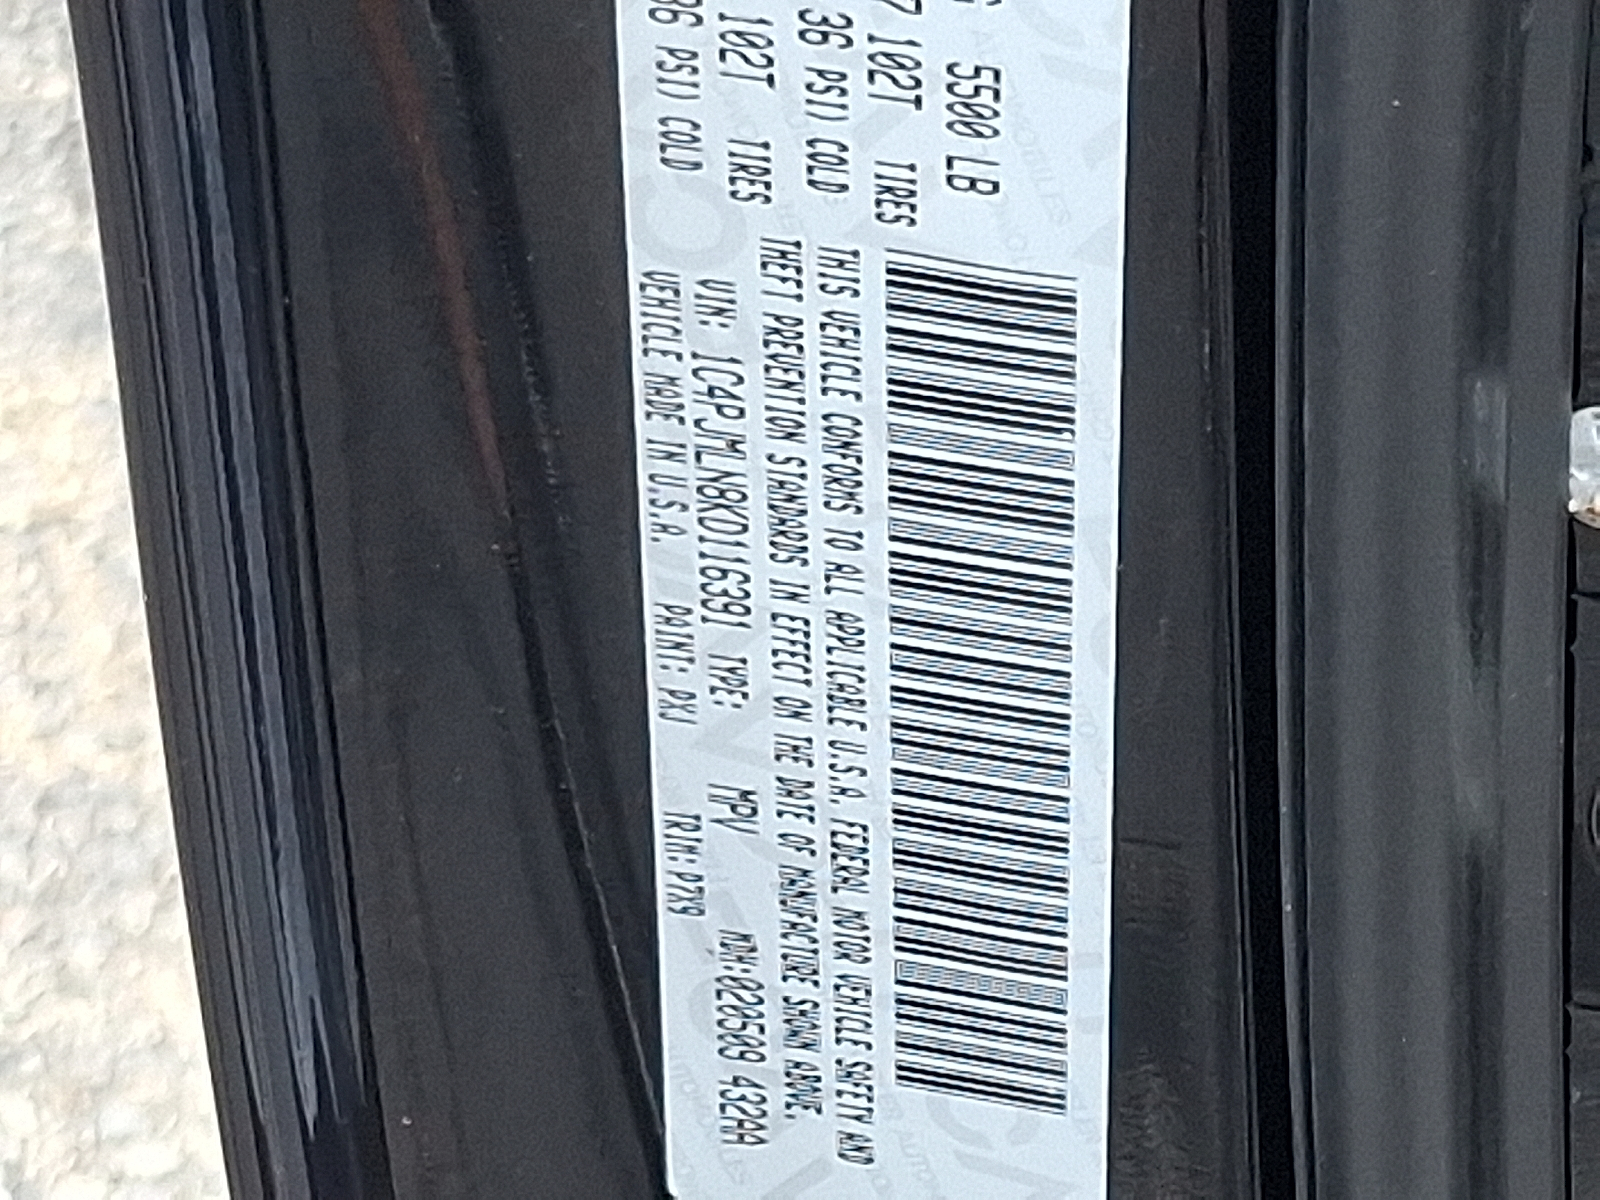 5500 LB
7 102T TIRES
36 PSI) COLD
102T TIRES
36 PSI) COLD
THIS VEHICLE CONFORMS TO ALL APPLICABLE U.S.A. FEDERAL MOTOR VEHICLE SAFETY AND
THEFT PREVENTION STANDARDS IN EFFECT ON THE DATE OF MANUFACTURE SHOWN ABOVE.
VIN: 1C4PJMLN8KD116391 TYPE: MPV MDH:020509 432AA
VEHICLE MADE IN U.S.A. PAINT: PXJ TRIM: P7X9